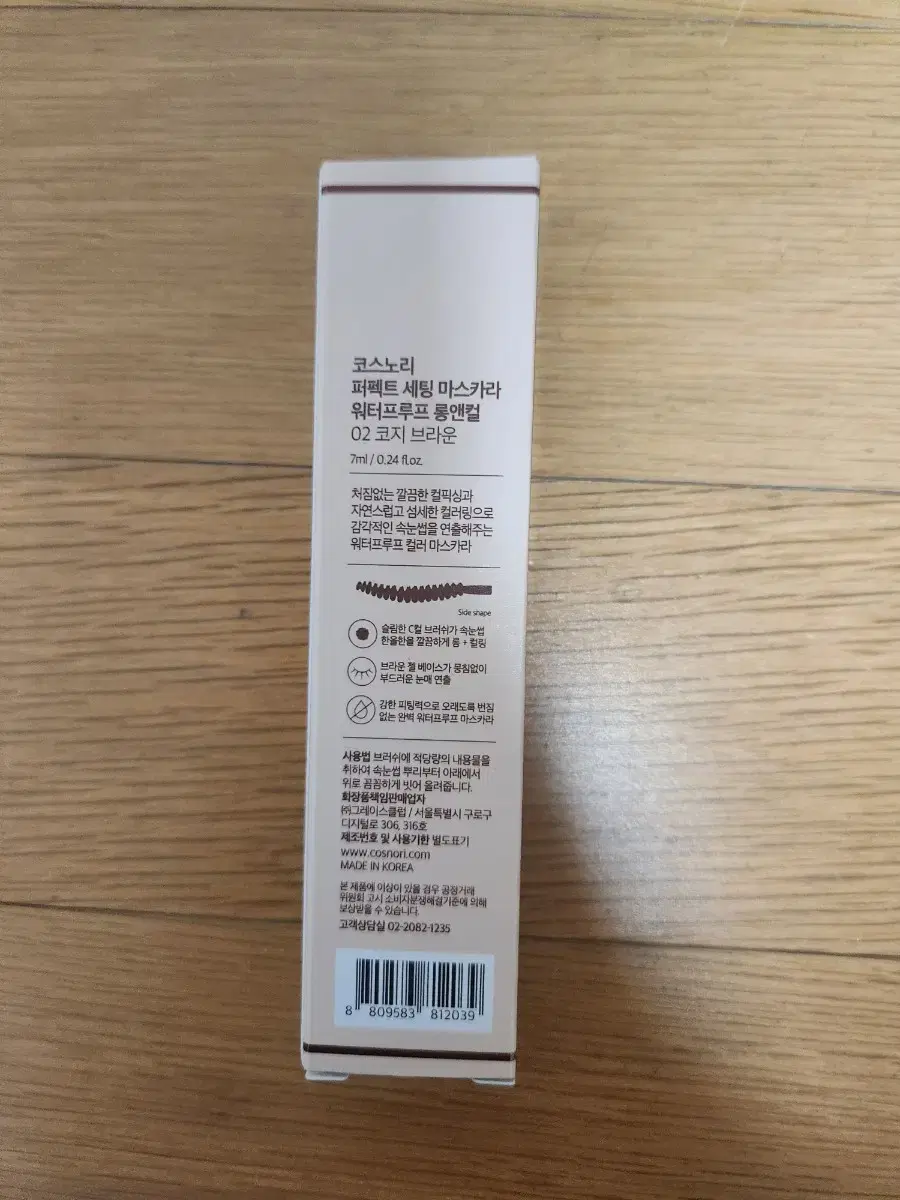 코스노리
퍼펙트 세팅 마스카라
워터프루프 롱앤컬
02 코지 브라운
7ml / 0.24 fl.oz.
처짐없는 깔끔한 컬픽싱과
자연스럽고 섬세한 컬러링으로
감각적인 속눈썹을 연출해주는
워터프루프 컬러 마스카라
Side shape
슬림한 C컬 브러쉬가 속눈썹
한올한올 깔끔하게 롱 + 컬링
브라운 젤 베이스가 뭉침없이
부드러운 눈매 연출
강한 피팅력으로 오래도록 번짐
없는 완벽 워터프루프 마스카라
사용법 브러쉬에 적당량의 내용물을
취하여 속눈썹 뿌리부터 아래에서
위로 꼼꼼하게 빗어 올려줍니다.
화장품책임판매업자
㈜그레이스클럽 / 서울특별시 구로구
디지털로 306, 316호
제조번호 및 사용기한 별도표기
www.cosnori.com
MADE IN KOREA
본 제품에 이상이 있을 경우 공정거래
위원회 고시 소비자분쟁해결기준에 의해
보상받을 수 있습니다.
고객상담실 02-2082-1235
8 809583 812039